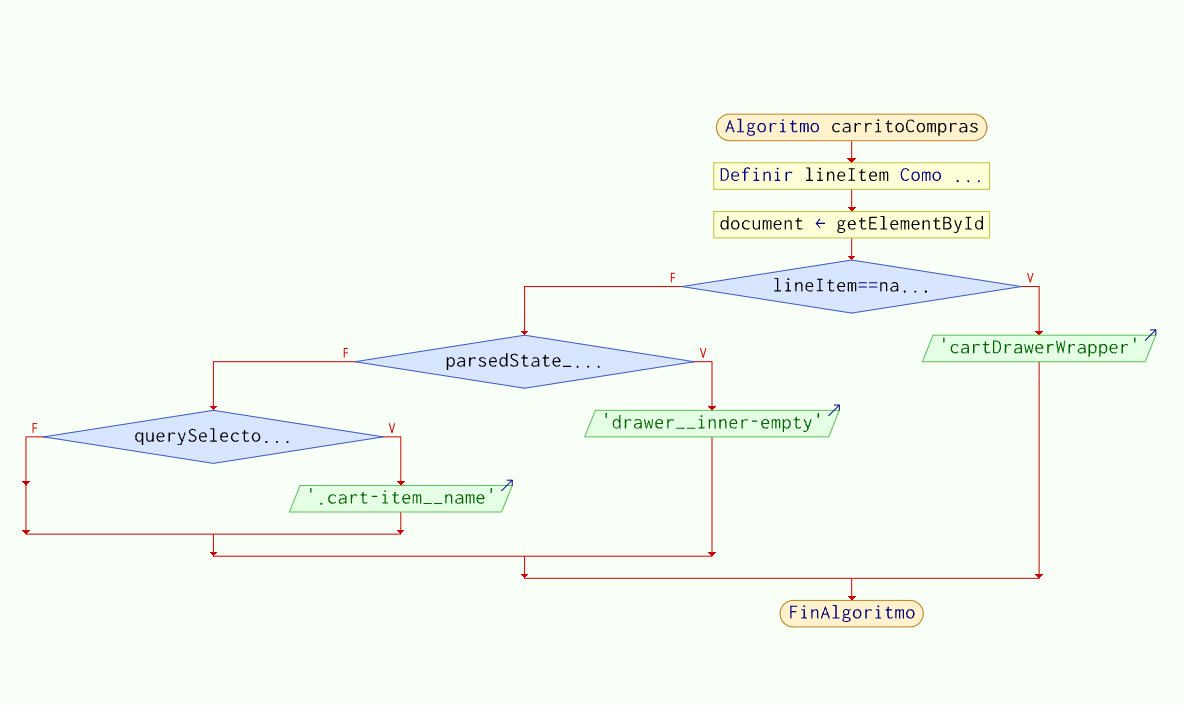 Algoritmo carritoCompras
Definir lineItem Como ...
document ← getElementById
F
lineItem==na...
V
'cartDrawerWrapper'
F
parsedState_...
V
'drawer__inner-empty'
F
querySelecto...
V
'.cart-item__name'
FinAlgoritmo